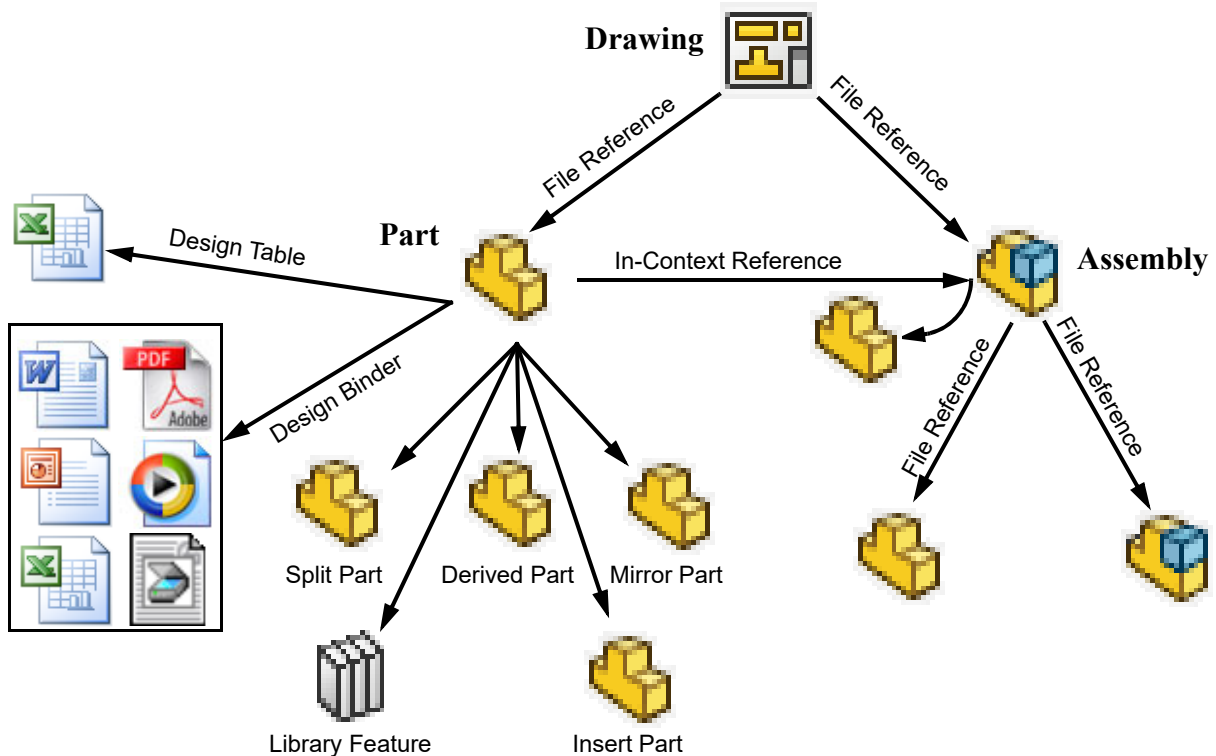 Drawing
File Reference
File Reference
Part
Design Table
In-Context Reference
Assembly
Design Binder
File Reference
File Reference
W
PDF
Adobe
Split Part
Derived Part
Mirror Part
Library Feature
Insert Part